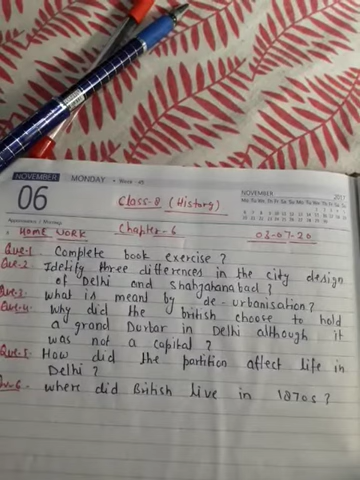 NOVEMBER MONDAY • Week - 45
06
NOVEMBER 2017
Class-8 (History)
Appointments / Meetings
HOME WORK Chapter-6 02-07-20
Que-1 Complete book exercise?
Que-2 Idetify three differences in the city design
of Delhi and Shahjahanabad?
Que-3 What is meant by de-urbanisation?
Que-4 Why did the british choose to hold
a grand Durbar in Delhi although it
was not a capital?
Que-5 How did the partition affect life in
Delhi?
Que-6 Where did British live in 1870s?